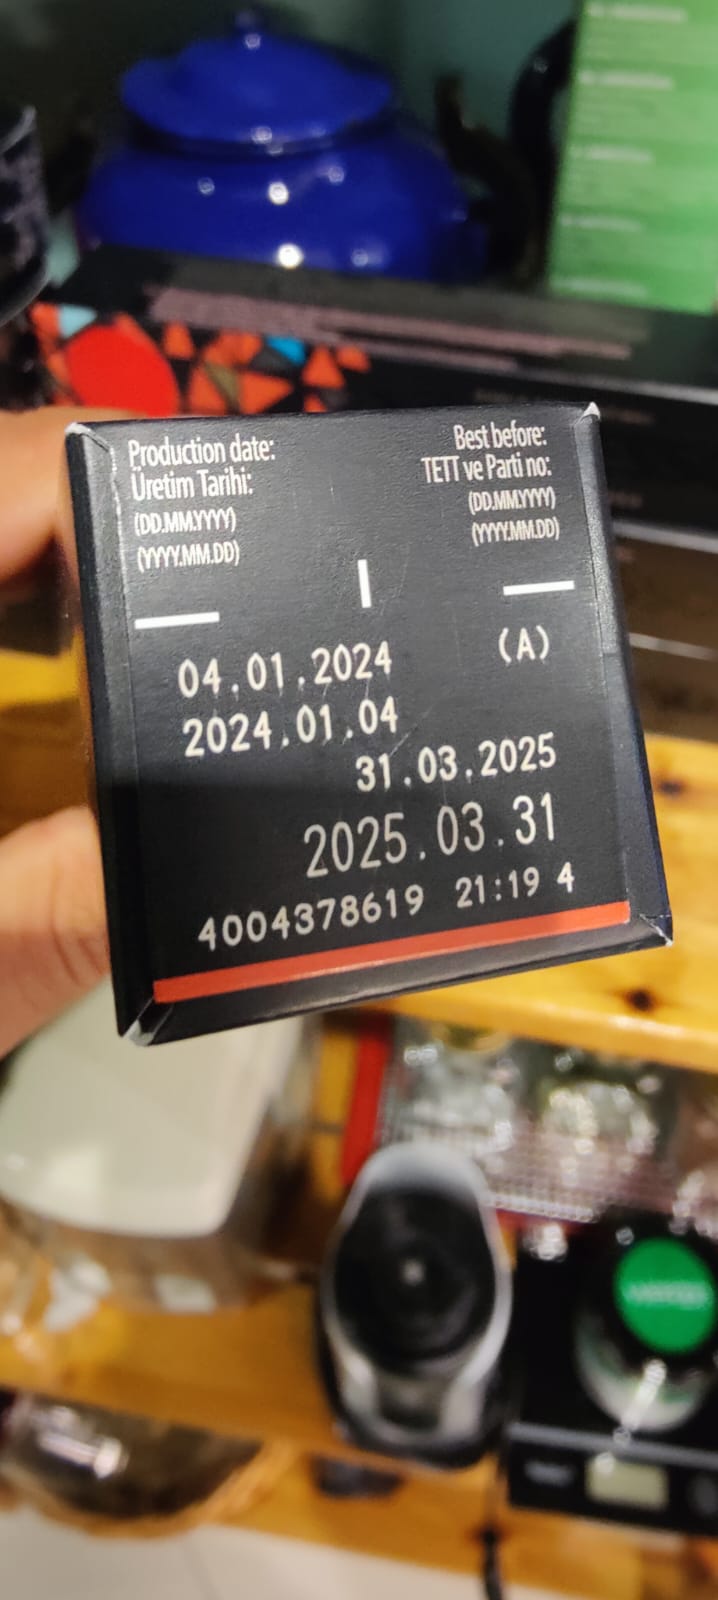 Production date:
Üretim Tarihi:
(DD.MM.YYYY)
(YYYY.MM.DD)
Best before:
TETT ve Parti no:
(DD.MM.YYYY)
(YYYY.MM.DD)
04.01.2024 (A)
2024.01.04
31.03.2025
2025.03.31
4004378619 21:19 4